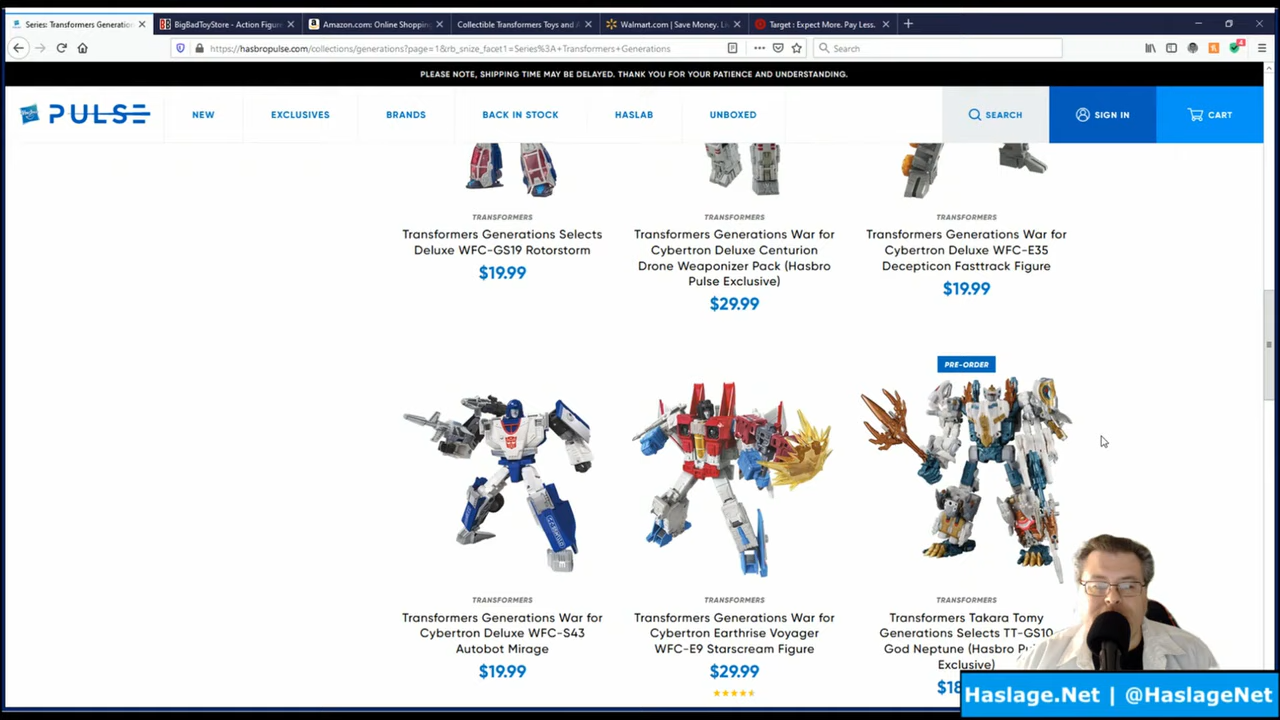 Series: Transformers Generation
BigBadToyStore - Action Figur
Amazon.com: Online Shopping
Collectible Transformers Toys and A
Walmart.com | Save Money. Li
Target : Expect More. Pay Less.
https://hasbropulse.com/collections/generations?page=1&rb_snize_facet1=Series%3A+Transformers+Generations
Search
4
PLEASE NOTE, SHIPPING TIME MAY BE DELAYED. THANK YOU FOR YOUR PATIENCE AND UNDERSTANDING.
PULSE
NEW
EXCLUSIVES
BRANDS
BACK IN STOCK
HASLAB
UNBOXED
SEARCH
SIGN IN
CART
TRANSFORMERS
Transformers Generations Selects
Deluxe WFC-GS19 Rotorstorm
$19.99
TRANSFORMERS
Transformers Generations War for
Cybertron Deluxe Centurion
Drone Weaponizer Pack (Hasbro
Pulse Exclusive)
$29.99
TRANSFORMERS
Transformers Generations War for
Cybertron Deluxe WFC-E35
Decepticon Fasttrack Figure
$19.99
TRANSFORMERS
Transformers Generations War for
Cybertron Deluxe WFC-S43
Autobot Mirage
$19.99
TRANSFORMERS
Transformers Generations War for
Cybertron Earthrise Voyager
WFC-E9 Starscream Figure
$29.99
PRE-ORDER
TRANSFORMERS
Transformers Takara Tomy
Generations Selects TT-GS10
God Neptune (Hasbro Pu
Exclusive)
$18
Haslage.Net | @HaslageNet